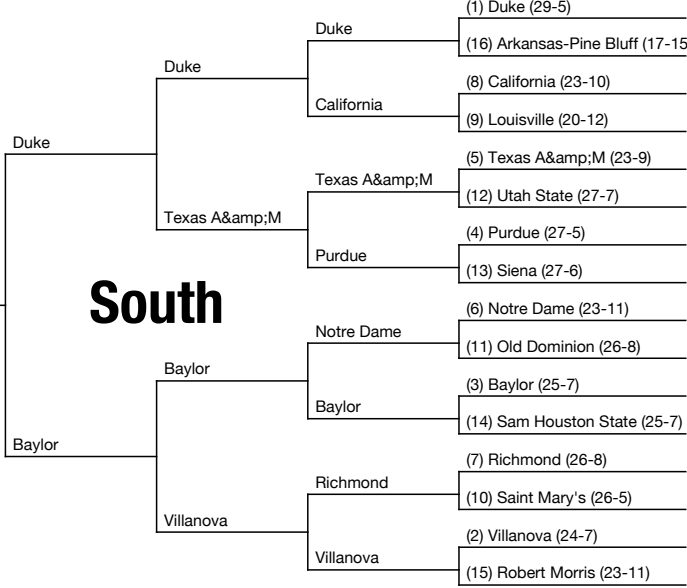 (1) Duke (29-5)
Duke
(16) Arkansas-Pine Bluff (17-15
Duke
(8) California (23-10)
California
(9) Louisville (20-12)
Duke
(5) Texas A&amp;M (23-9)
Texas A&amp;M
(12) Utah State (27-7)
Texas A&amp;M
(4) Purdue (27-5)
Purdue
(13) Siena (27-6)
South
(6) Notre Dame (23-11)
Notre Dame
(11) Old Dominion (26-8)
Baylor
(3) Baylor (25-7)
Baylor
(14) Sam Houston State (25-7)
Baylor
(7) Richmond (26-8)
Richmond
(10) Saint Mary's (26-5)
Villanova
(2) Villanova (24-7)
Villanova
(15) Robert Morris (23-11)